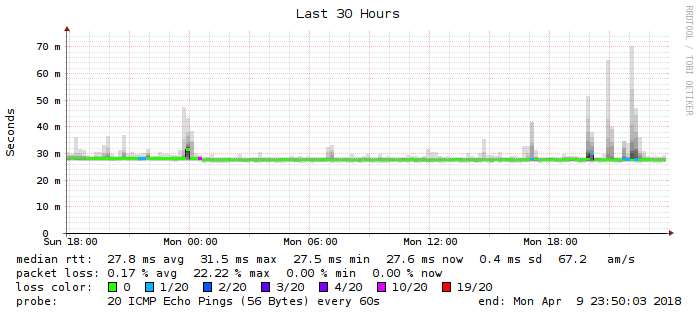 Last 30 Hours
RRDTOOL / TOBI OETIKER
Seconds
70 m
60 m
50 m
40 m
30 m
20 m
10 m
0
Sun 18:00 Mon 00:00 Mon 06:00 Mon 12:00 Mon 18:00
median rtt: 27.8 ms avg 31.5 ms max 27.5 ms min 27.6 ms now 0.4 ms sd 67.2 am/s
packet loss: 0.17 % avg 22.22 % max 0.00 % min 0.00 % now
loss color: 0 1/20 2/20 3/20 4/20 10/20 19/20
probe: 20 ICMP Echo Pings (56 Bytes) every 60s end: Mon Apr 9 23:50:03 2018